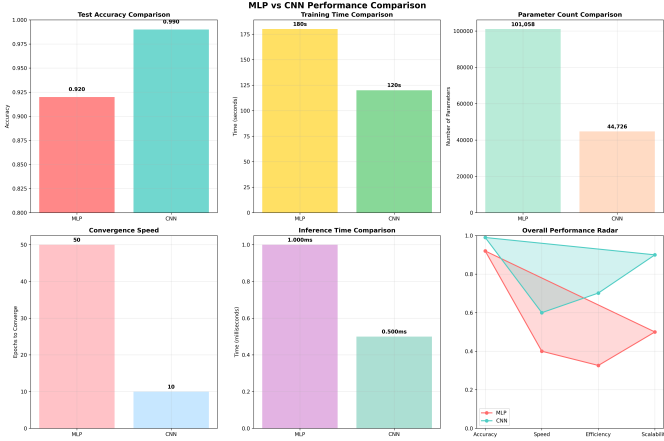 MLP vs CNN Performance Comparison
Test Accuracy Comparison
Accuracy
1.000
0.975
0.950
0.925
0.900
0.875
0.850
0.825
0.800
0.920
0.990
MLP
CNN
Training Time Comparison
Time (seconds)
175
150
125
100
75
50
25
0
180s
120s
MLP
CNN
Parameter Count Comparison
Number of Parameters
100000
80000
60000
40000
20000
0
101,058
44,726
MLP
CNN
Convergence Speed
Epochs to Converge
50
40
30
20
10
0
50
10
MLP
CNN
Inference Time Comparison
Time (miliseconds)
1.0
0.8
0.6
0.4
0.2
0.0
1.000ms
0.500ms
MLP
CNN
Overall Performance Radar
1.0
0.8
0.6
0.4
0.2
0.0
MLP
CNN
Accuracy
Speed
Efficiency
Scalabilit